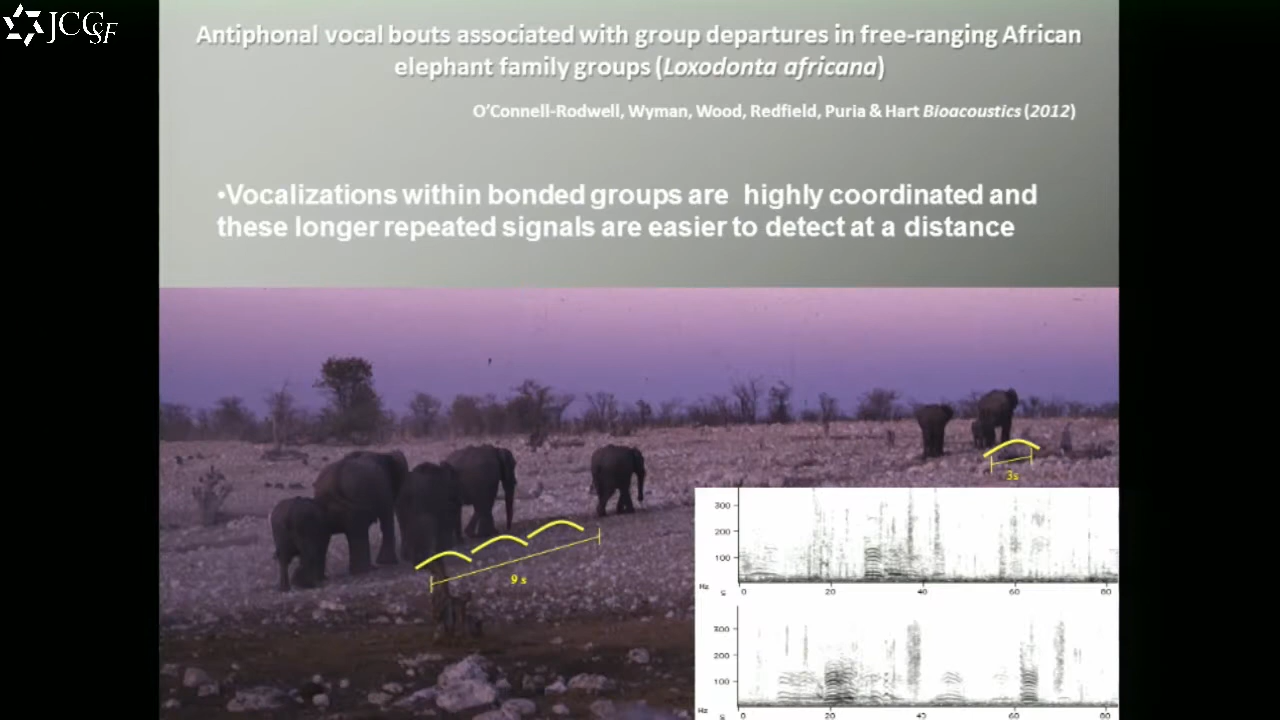 JCCSF
Antiphonal vocal bouts associated with group departures in free-ranging African
elephant family groups (Loxodonta africana)
O'Connell-Rodwell, Wyman, Wood, Redfield, Puria & Hart Bioacoustics (2012)
•Vocalizations within bonded groups are highly coordinated and
these longer repeated signals are easier to detect at a distance
3s
9 s
300
200
100
Hz
s
0 20 40 60 80
300
200
100
Hz
s
0 20 40 60 80